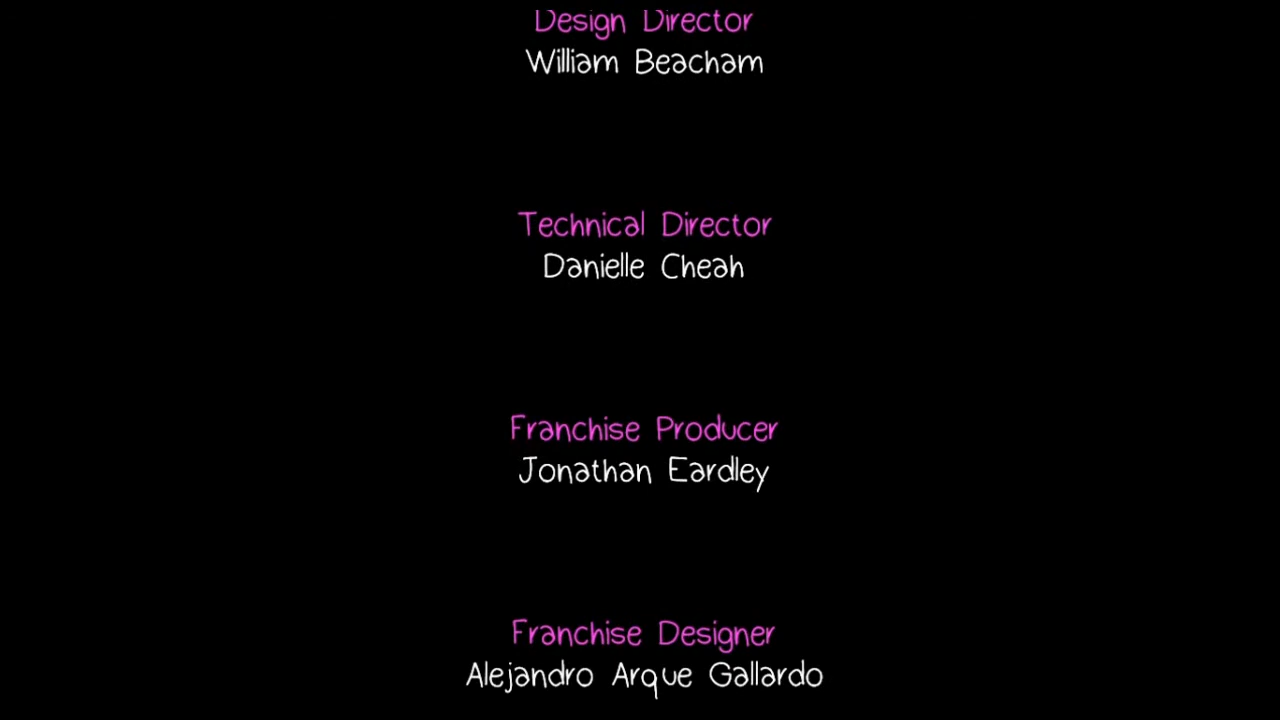 Design Director
William Beacham
Technical Director
Danielle Cheah
Franchise Producer
Jonathan Eardley
Franchise Designer
Alejandro Arque Gallardo